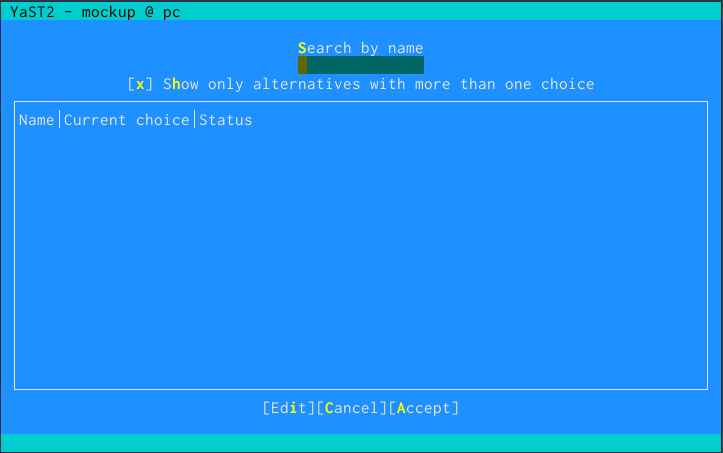 YaST2 - mockup @ pc
Search by name
[x] Show only alternatives with more than one choice
Name│Current choice│Status
[Edit][Cancel][Accept]